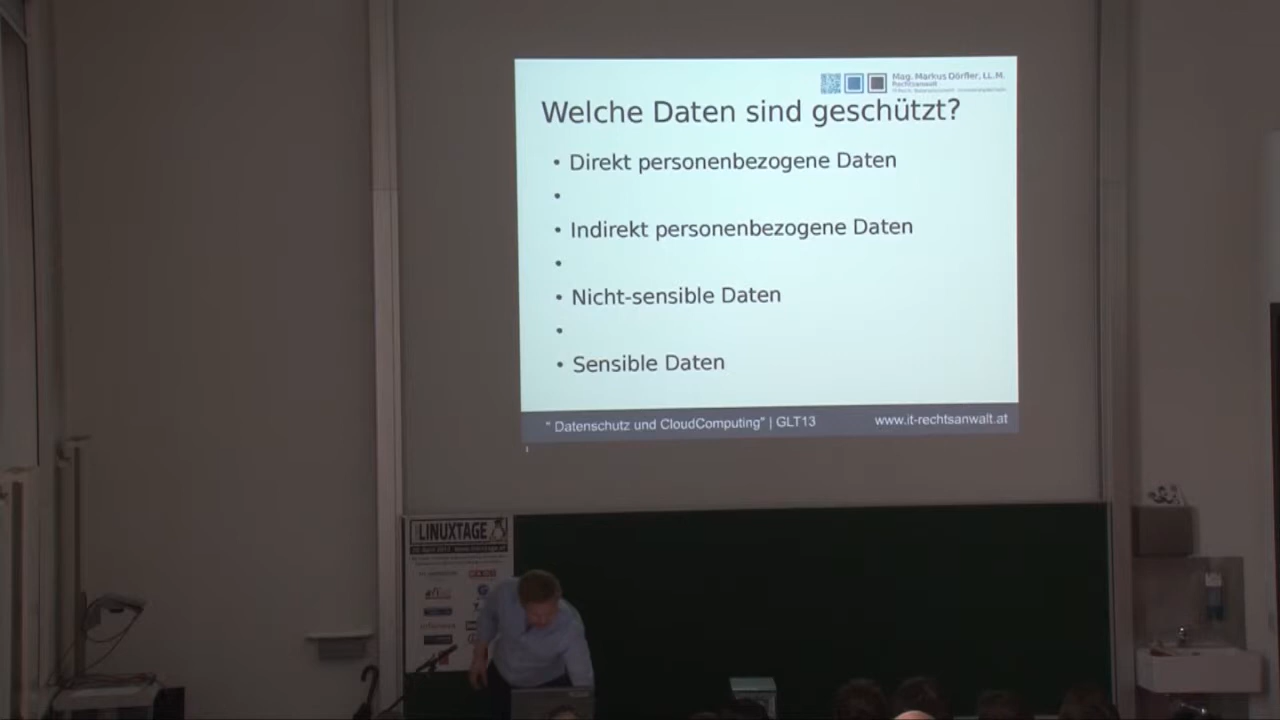 Mag. Markus Dörfler, LL.M.
Rechtsanwalt
Welche Daten sind geschützt?
• Direkt personenbezogene Daten
•
• Indirekt personenbezogene Daten
•
• Nicht-sensible Daten
•
• Sensible Daten
" Datenschutz und CloudComputing" | GLT13
www.it-rechtsanwalt.at
LINUXTAGE